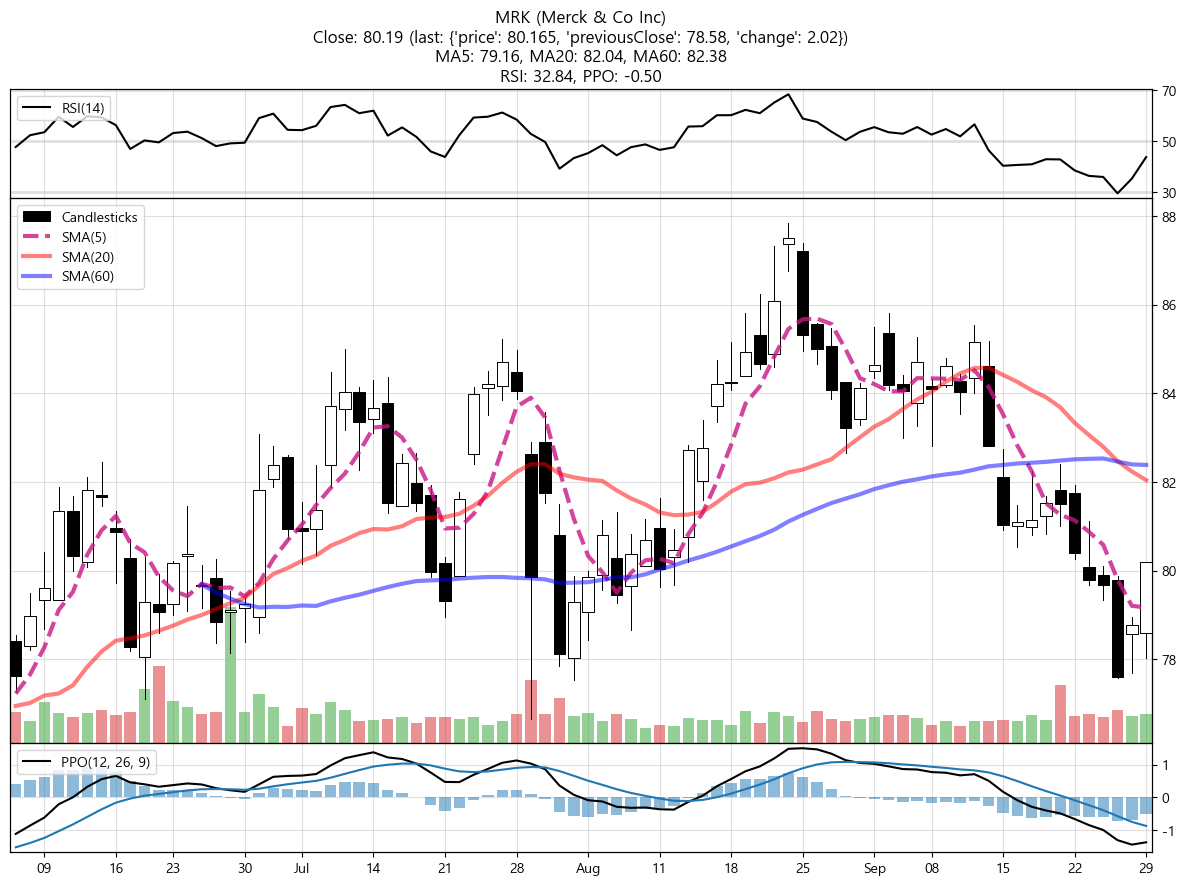 MRK (Merck & Co Inc)
Close: 80.19 (last: {'price': 80.165, 'previousClose': 78.58, 'change': 2.02})
MA5: 79.16, MA20: 82.04, MA60: 82.38
RSI: 32.84, PPO: -0.50
RSI(14)
70
50
30
Candlesticks
SMA(5)
SMA(20)
SMA(60)
88
86
84
82
80
78
PPO(12, 26, 9)
1
0
-1
09 16 23 30 Jul 14 21 28 Aug 11 18 25 Sep 08 15 22 29